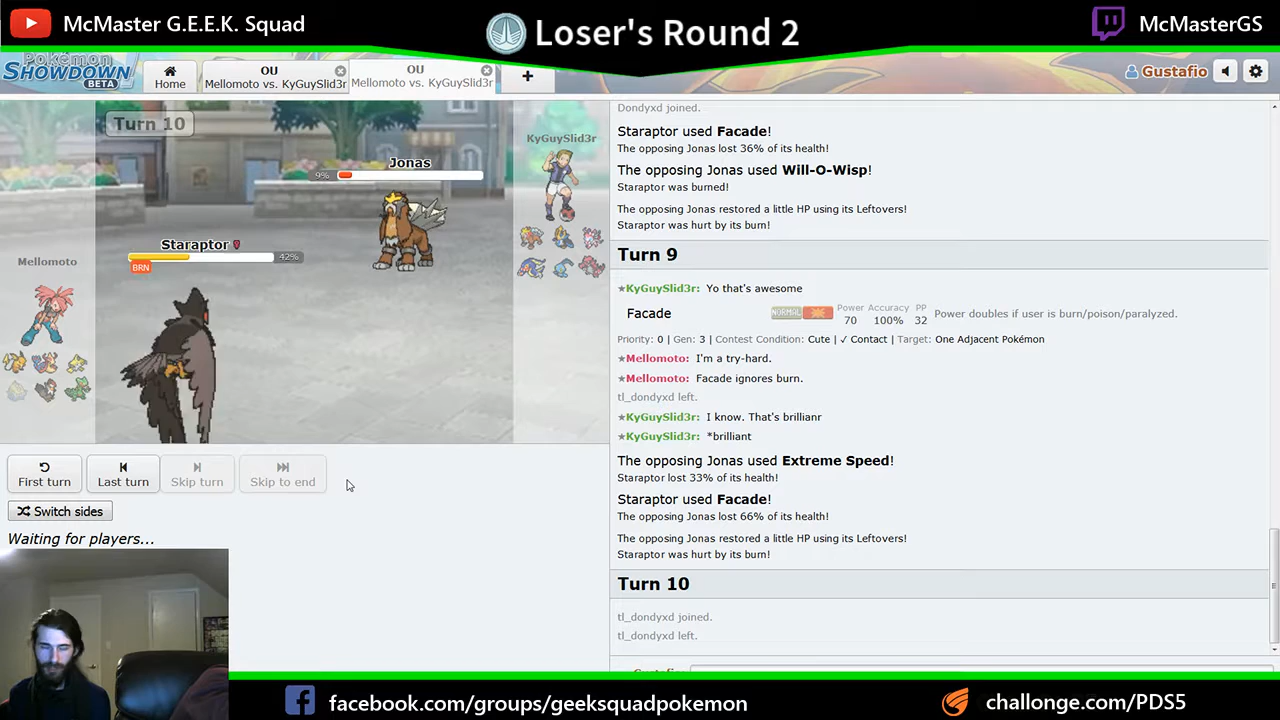 McMaster G.E.E.K. Squad
Loser's Round 2
McMasterGS
Pokémon
SHOWDOWN
BETA
Home
OU
Mellomoto vs. KyGuySlid3r
OU
Mellomoto vs. KyGuySlid3r
+
Gustafio
Turn 10
Jonas
9%
Staraptor
42%
BRN
Mellomoto
KyGuySlid3r
First turn
Last turn
Skip turn
Skip to end
Switch sides
Waiting for players...
Dondyxd joined.
Staraptor used Facade!
The opposing Jonas lost 36% of its health!
The opposing Jonas used Will-O-Wisp!
Staraptor was burned!
The opposing Jonas restored a little HP using its Leftovers!
Staraptor was hurt by its burn!
Turn 9
★KyGuySlid3r: Yo that's awesome
Facade NORMAL Power 70 Accuracy 100% PP 32 Power doubles if user is burn/poison/paralyzed.
Priority: 0 | Gen: 3 | Contest Condition: Cute | ✓ Contact | Target: One Adjacent Pokémon
★Mellomoto: I'm a try-hard.
★Mellomoto: Facade ignores burn.
tl_dondyxd left.
★KyGuySlid3r: I know. That's brillianr
★KyGuySlid3r: *brilliant
The opposing Jonas used Extreme Speed!
Staraptor lost 33% of its health!
Staraptor used Facade!
The opposing Jonas lost 66% of its health!
The opposing Jonas restored a little HP using its Leftovers!
Staraptor was hurt by its burn!
Turn 10
tl_dondyxd joined.
tl_dondyxd left.
facebook.com/groups/geeksquadpokemon
challonge.com/PDS5